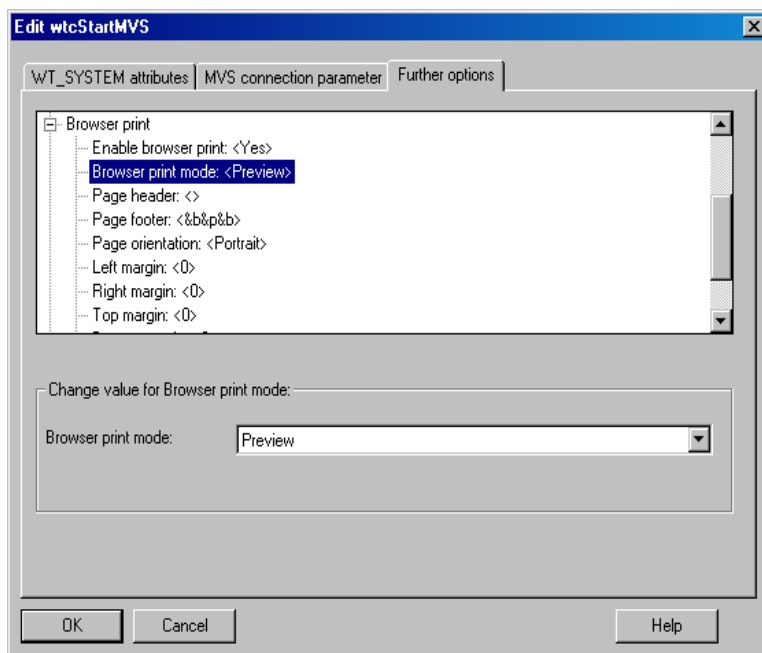 Edit wtcStartMVS
WT_SYSTEM attributes MVS connection parameter Further options
Browser print
Enable browser print: <Yes>
Browser print mode: <Preview>
Page header: <>
Page footer: <&b&p&b>
Page orientation: <Portrait>
Left margin: <0>
Right margin: <0>
Top margin: <0>
Change value for Browser print mode:
Browser print mode: Preview
OK Cancel Help